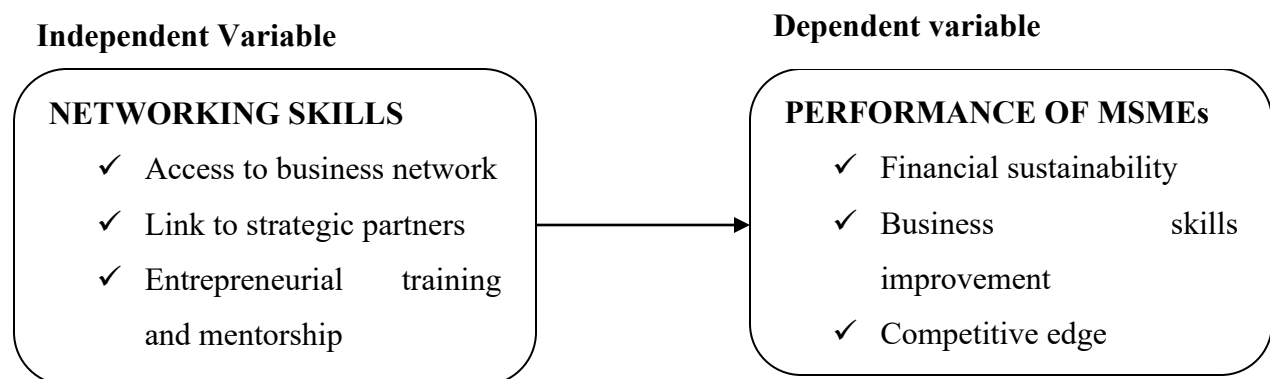 Independent Variable
NETWORKING SKILLS
✓ Access to business network
✓ Link to strategic partners
✓ Entrepreneurial training
and mentorship
Dependent variable
PERFORMANCE OF MSMEs
✓ Financial sustainability
✓ Business skills
improvement
✓ Competitive edge